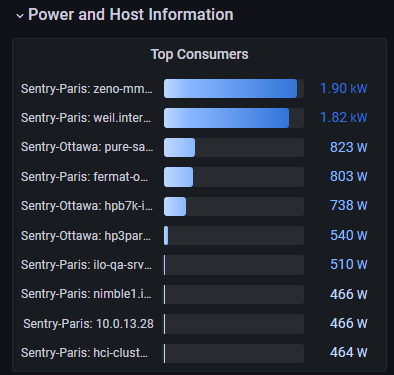 Power and Host Information
Top Consumers
Sentry-Paris: zeno-mm... 1.90 kW
Sentry-Paris: weil.inter... 1.82 kW
Sentry-Ottawa: pure-sa... 823 W
Sentry-Paris: fermat-o... 803 W
Sentry-Ottawa: hpb7k-i... 738 W
Sentry-Ottawa: hp3par... 540 W
Sentry-Paris: ilo-qa-srv... 510 W
Sentry-Paris: nimble1.i... 466 W
Sentry-Paris: 10.0.13.28 466 W
Sentry-Paris: hci-clust... 464 W